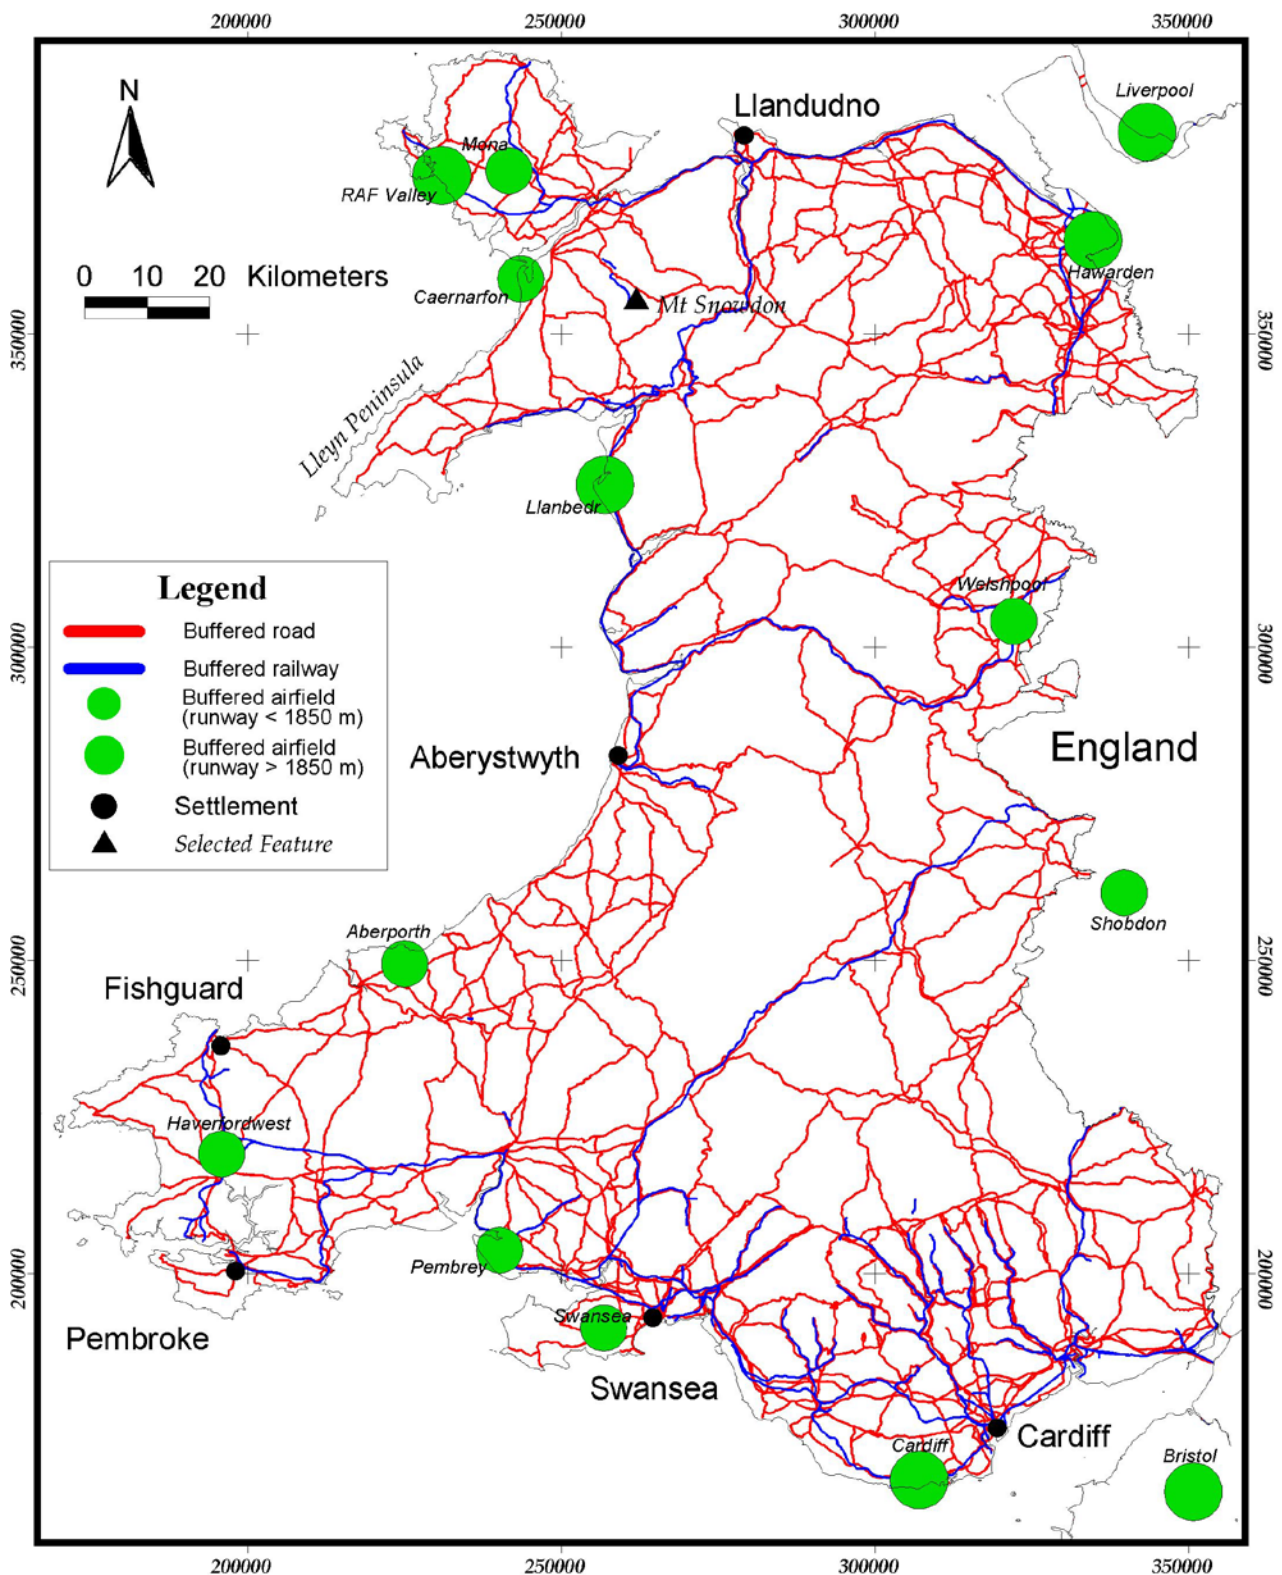 200000 250000 300000 350000
N
Llandudno
Liverpool
Mona
RAF Valley
Hawarden
0 10 20 Kilometers
Caernarfon
Mt Snowdon
350000 350000
Lleyn Peninsula
Llanbedr
Legend
Buffered road
Buffered railway
Buffered airfield
(runway < 1850 m)
Buffered airfield
(runway > 1850 m)
Settlement
Selected Feature
Welshpool
300000 300000
England
Aberystwyth
Shobdon
Aberporth
250000 250000
Fishguard
Haverfordwest
Pembrey
200000 200000
Swansea
Pembroke
Swansea
Cardiff
Cardiff
Bristol
200000 250000 300000 350000